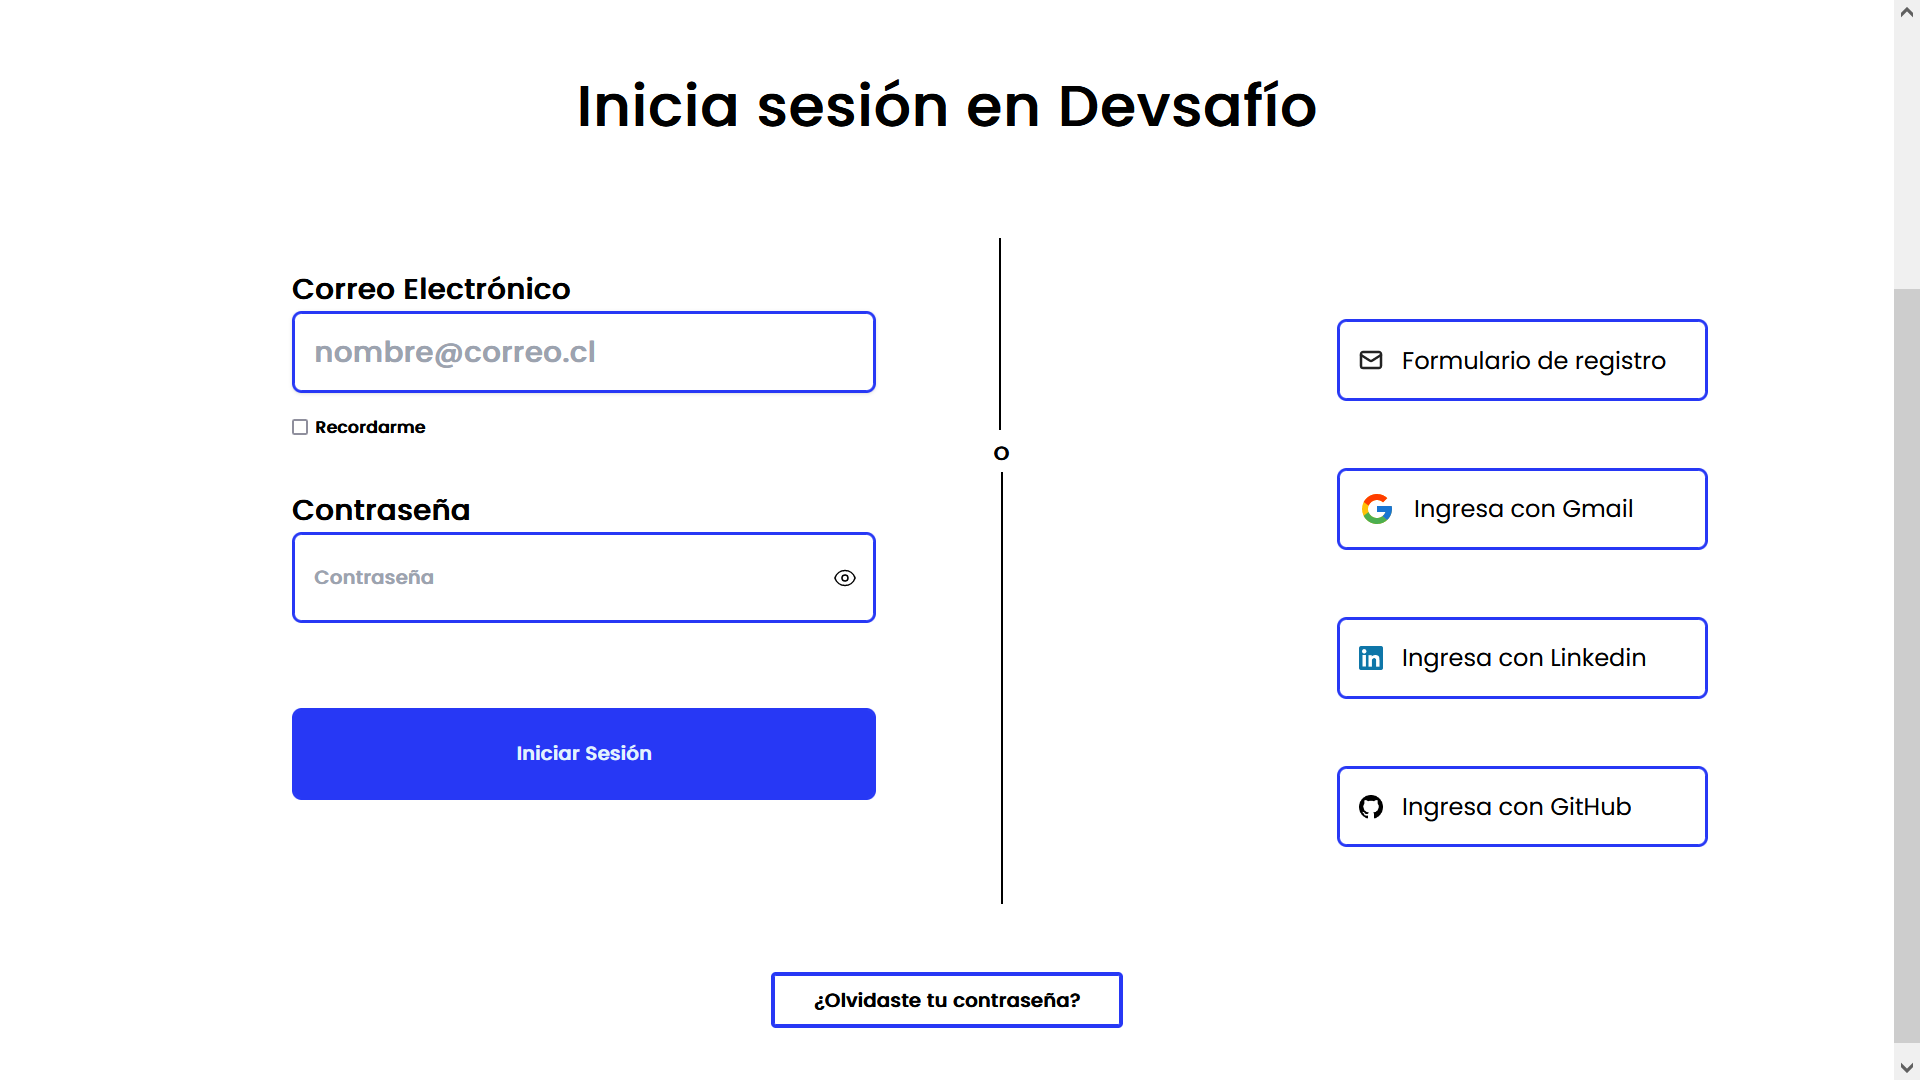 Inicia sesión en Devsafío
Correo Electrónico
nombre@correo.cl
Recordarme
Contraseña
Contraseña
Iniciar Sesión
O
Formulario de registro
Ingresa con Gmail
Ingresa con Linkedin
Ingresa con GitHub
¿Olvidaste tu contraseña?